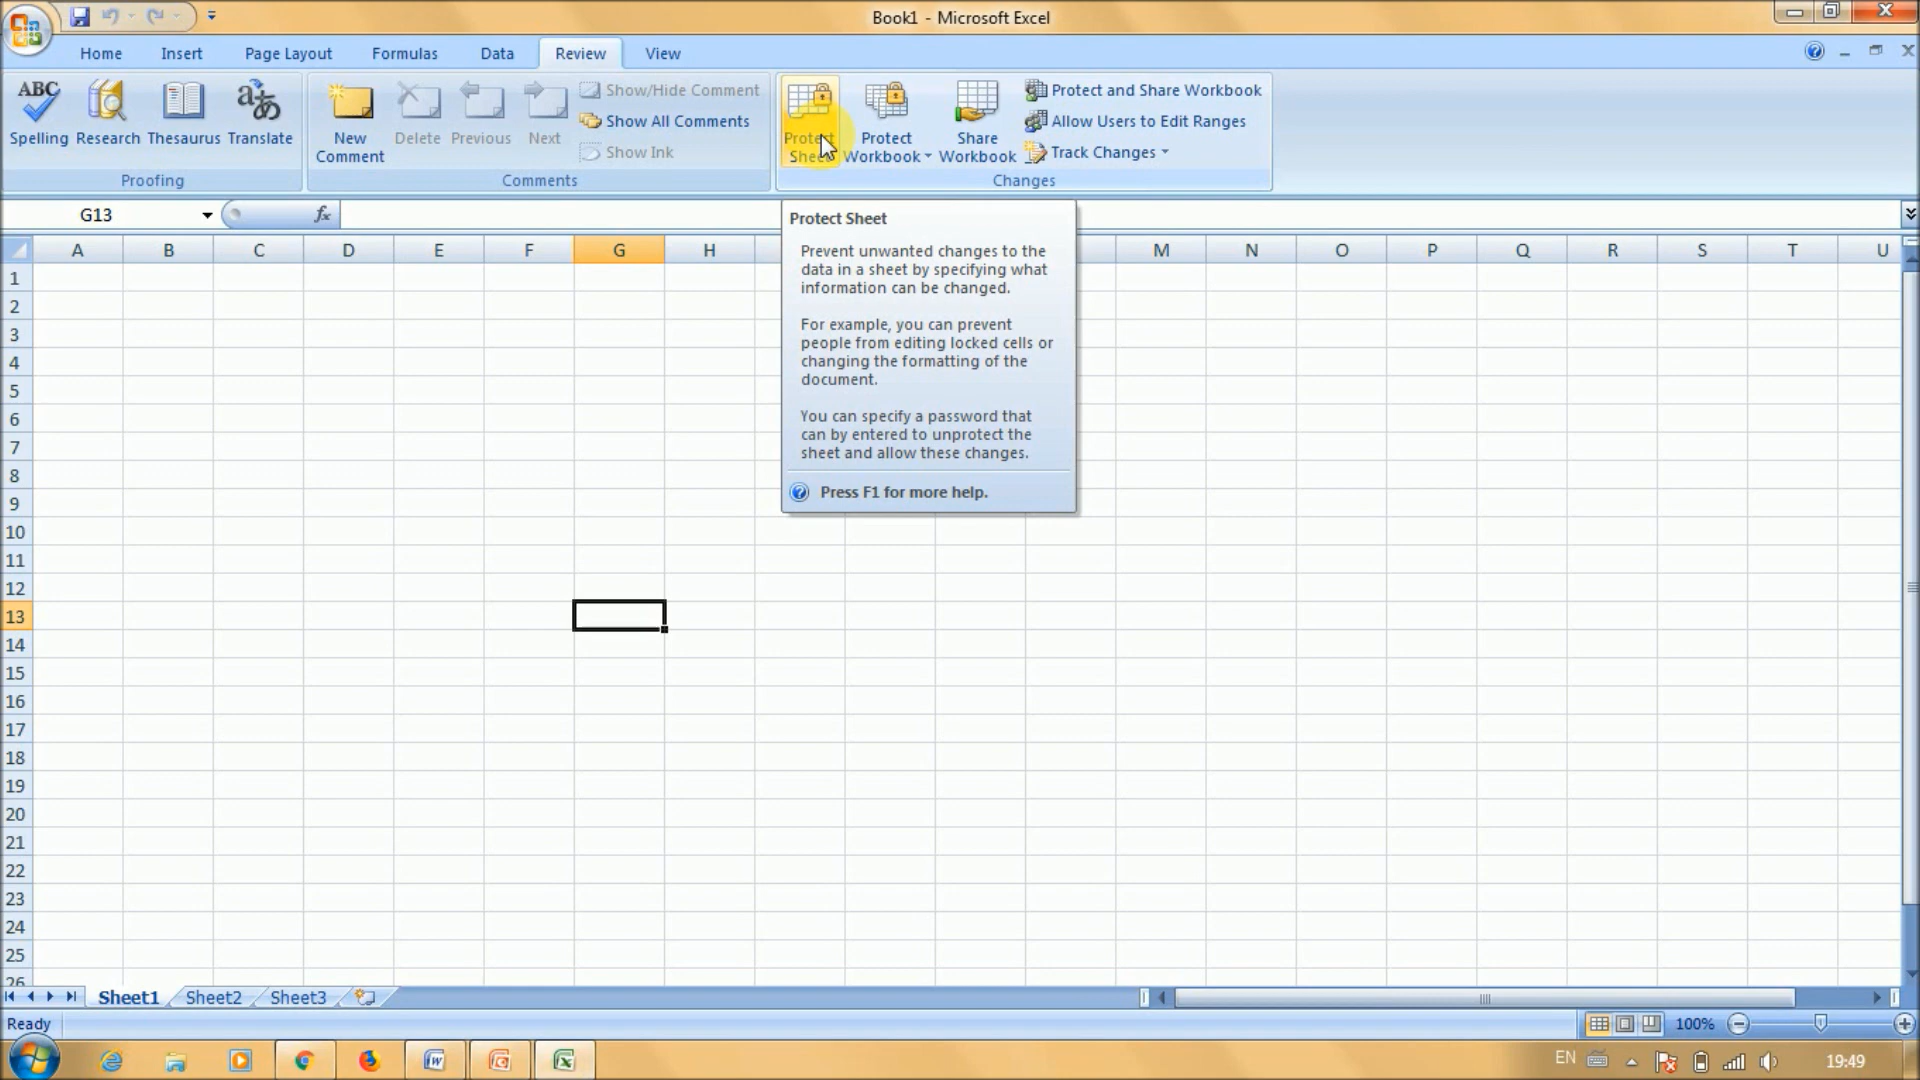 Book1 - Microsoft Excel
Home Insert Page Layout Formulas Data Review View
ABC
Spelling Research Thesaurus Translate
Proofing
New Comment Delete Previous Next
Show/Hide Comment
Show All Comments
Show Ink
Comments
Protect Sheet
Protect Workbook
Share Workbook
Protect and Share Workbook
Allow Users to Edit Ranges
Track Changes
Changes
G13 fx
Protect Sheet
Prevent unwanted changes to the
data in a sheet by specifying what
information can be changed.
For example, you can prevent
people from editing locked cells or
changing the formatting of the
document.
You can specify a password that
can by entered to unprotect the
sheet and allow these changes.
Press F1 for more help.
A B C D E F G H M N O P Q R S T U
1
2
3
4
5
6
7
8
9
10
11
12
13
14
15
16
17
18
19
20
21
22
23
24
25
26
Sheet1 Sheet2 Sheet3
Ready 100%
EN 19:49